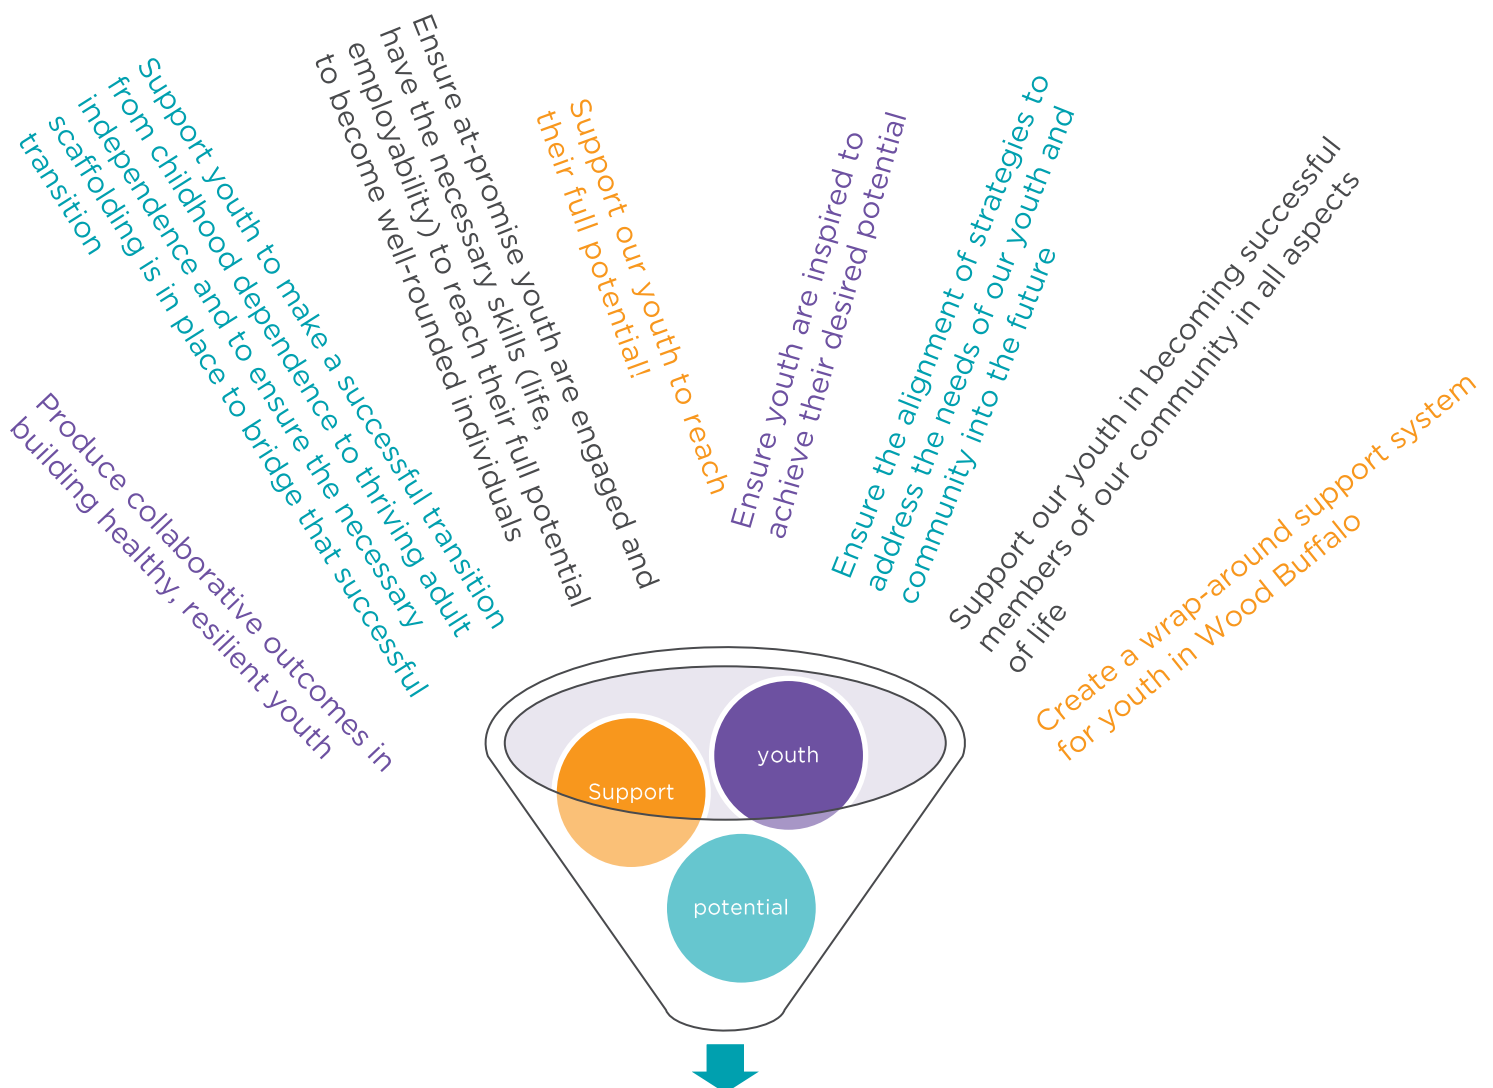 Produce collaborative outcomes in
building healthy, resilient youth
Support youth to make a successful transition
from childhood dependence to thriving adult
independence and to ensure the necessary
scaffolding is in place to bridge that successful
transition
Ensure at-promise youth are engaged and
have the necessary skills (life,
employability) to reach their full potential
to become well-rounded individuals
Support our youth to reach
their full potential!
Ensure youth are inspired to
achieve their desired potential
Ensure the alignment of strategies to
address the needs of our youth and
community into the future
Support our youth in becoming successful
members of our community in all aspects
of life
Create a wrap-around support system
for youth in Wood Buffalo
youth
Support
potential